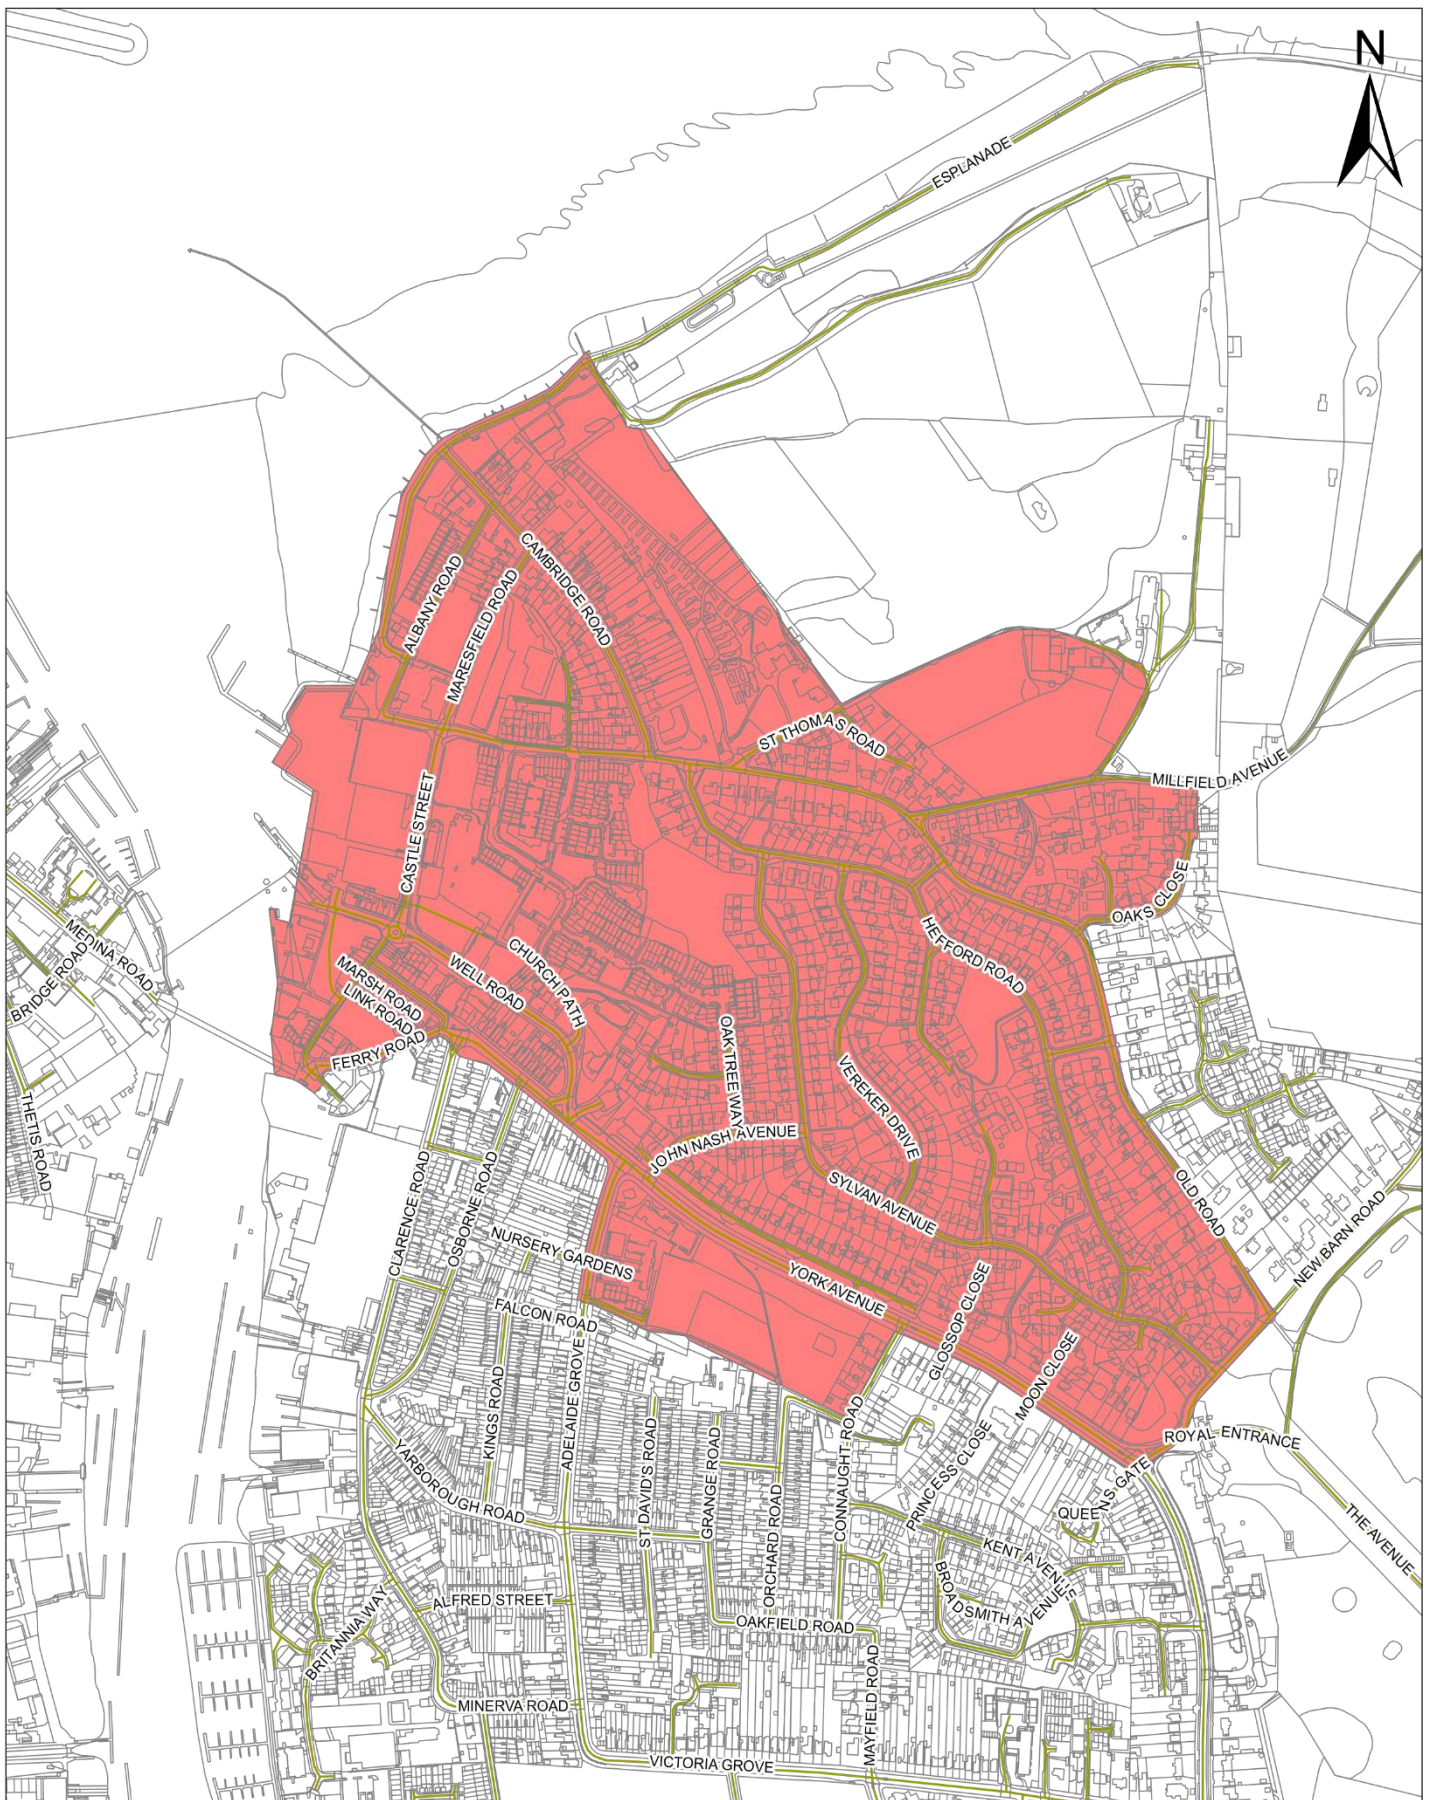 N
ESPLANADE
CAMBRIDGE ROAD
ALBANY ROAD
MARESFIELD ROAD
ST THOMAS ROAD
MILLFIELD AVENUE
CASTLE STREET
OAKS CLOSE
MEDINA ROAD
BRIDGE ROAD
HEFFORD ROAD
CHURCH PATH
WELL ROAD
MARSH ROAD
LINK ROAD
FERRY ROAD
OAK TREE WAY
VEREKER DRIVE
THETIS ROAD
JOHN NASH AVENUE
SYLVAN AVENUE
OLD ROAD
CLARENCE ROAD
OSBORNE ROAD
NEW BARN ROAD
NURSERY GARDENS
YORK AVENUE
GLOSSOP CLOSE
FALCON ROAD
MOON CLOSE
ADELAIDE GROVE
KINGS ROAD
ROYAL ENTRANCE
ST DAVID'S ROAD
GRANGE ROAD
CONNAUGHT ROAD
PRINCESS CLOSE
YARBOROUGH ROAD
ORCHARD ROAD
QUEENS GATE
THE AVENUE
KENT AVENUE
BROADSMITH AVENUE
ALFRED STREET
OAKFIELD ROAD
BRITANNIA WAY
MINERVA ROAD
MAYFIELD ROAD
VICTORIA GROVE